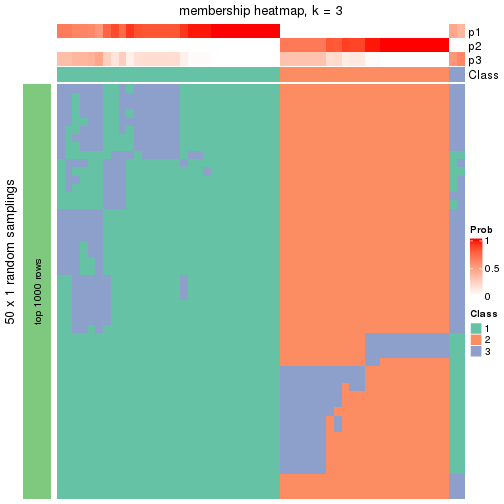 membership heatmap, k = 3
p1
p2
p3
Class
50 x 1 random samplings
top 1000 rows
Prob
1
0.5
0
Class
1
2
3